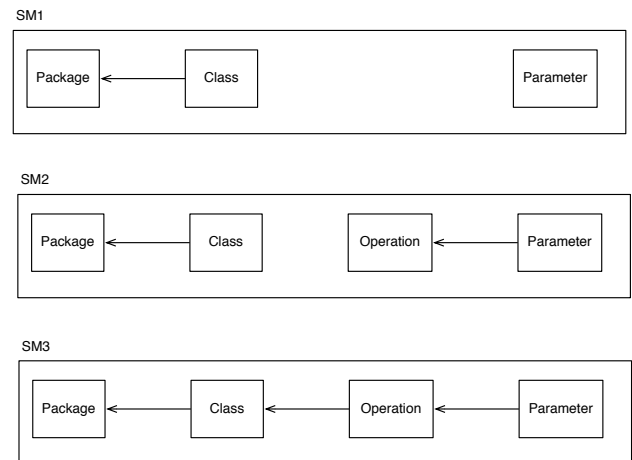 SM1
Package Class Parameter
SM2
Package Class Operation Parameter
SM3
Package Class Operation Parameter